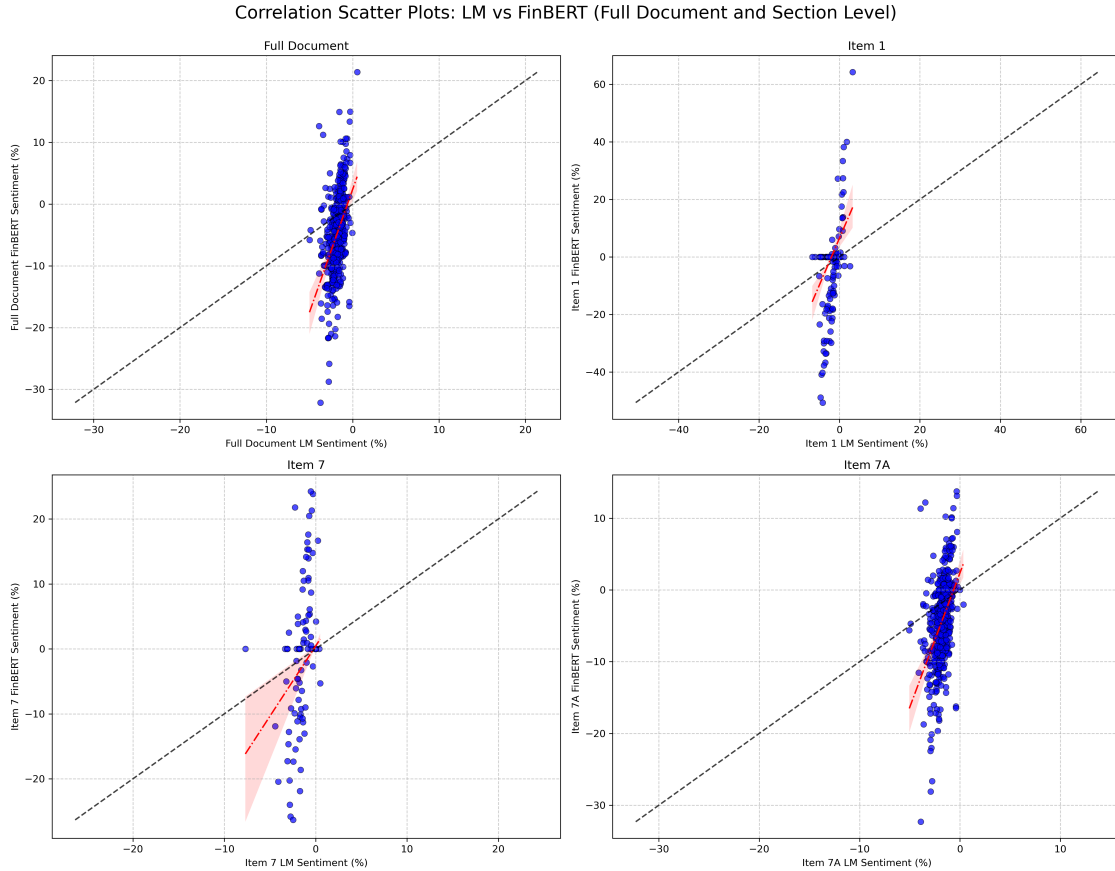 Correlation Scatter Plots: LM vs FinBERT (Full Document and Section Level)
Full Document
20
10
0
−10
−20
−30
Full Document FinBERT Sentiment (%)
−30 −20 −10 0 10 20
Full Document LM Sentiment (%)
Item 1
60
40
20
0
−20
−40
Item 1 FinBERT Sentiment (%)
−40 −20 0 20 40 60
Item 1 LM Sentiment (%)
Item 7
20
10
0
−10
−20
Item 7 FinBERT Sentiment (%)
−20 −10 0 10 20
Item 7 LM Sentiment (%)
Item 7A
10
0
−10
−20
−30
Item 7A FinBERT Sentiment (%)
−30 −20 −10 0 10
Item 7A LM Sentiment (%)